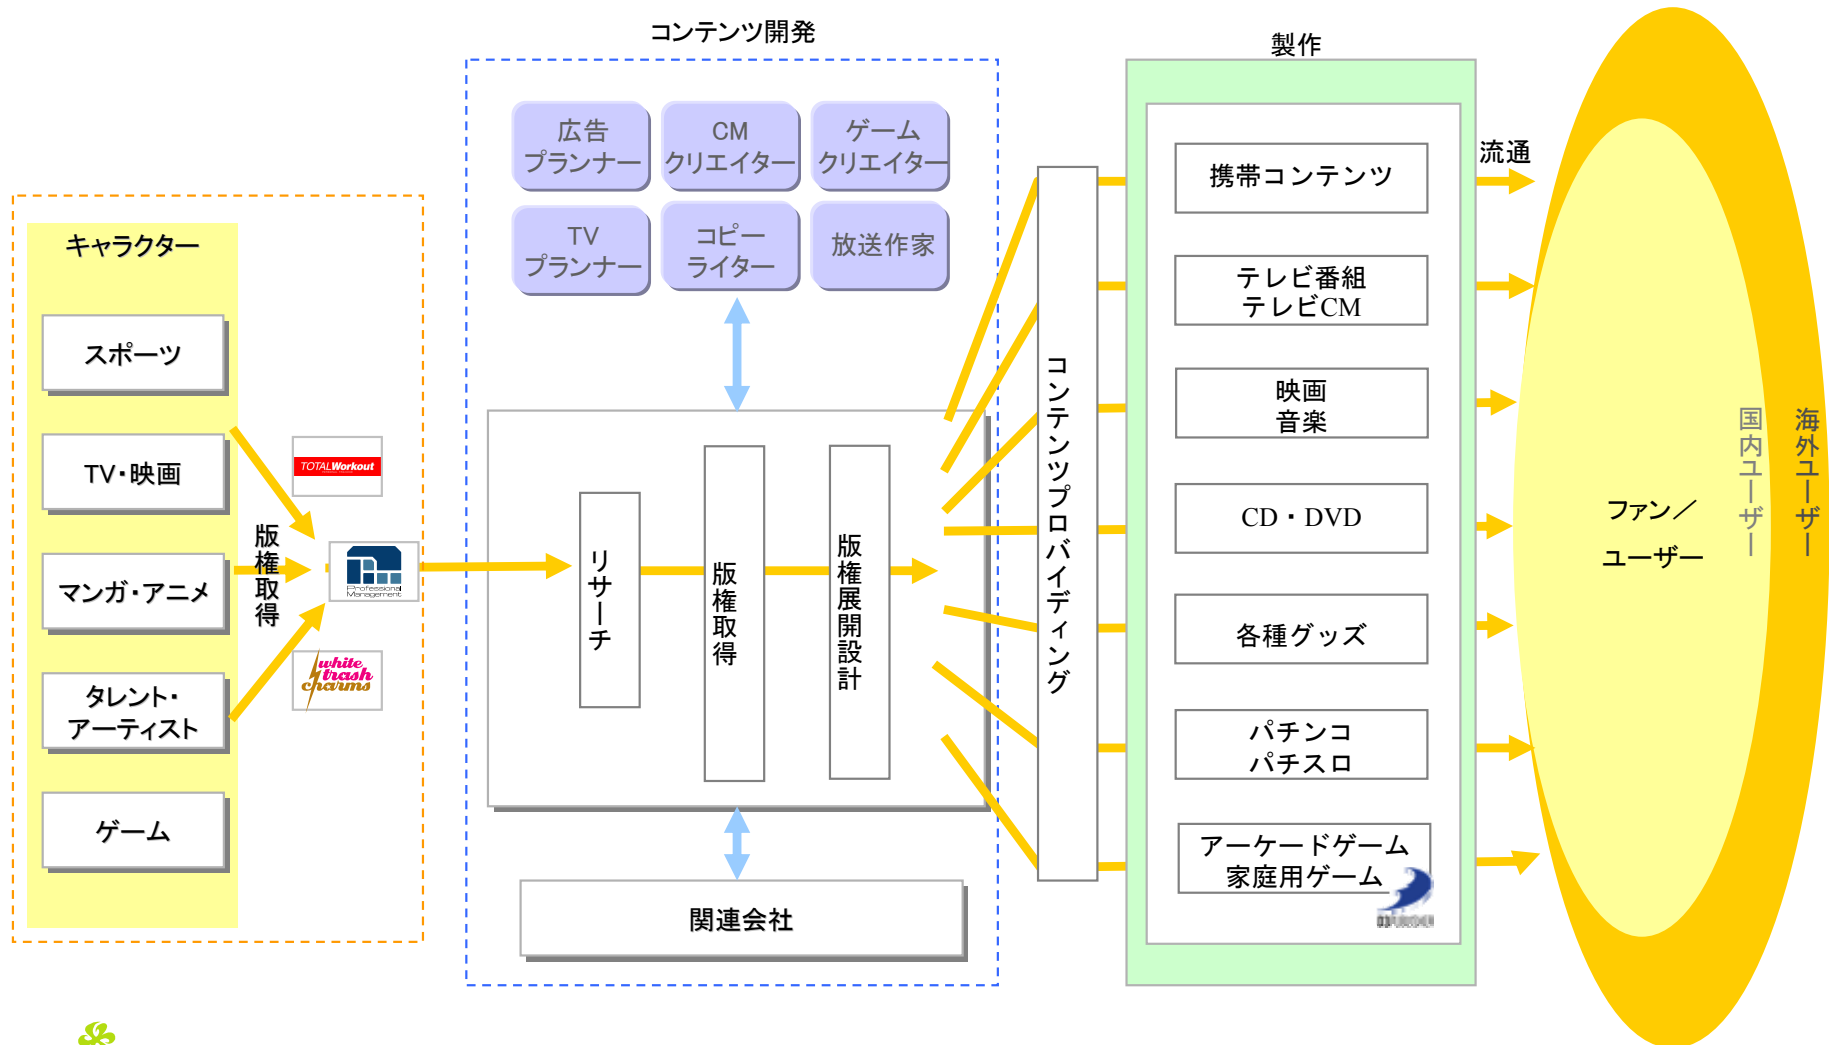 コンテンツ開発
製作
広告
プランナー
CM
クリエイター
ゲーム
クリエイター
TV
プランナー
コピー
ライター
放送作家
キャラクター
スポーツ
TV・映画
マンガ・アニメ
タレント・
アーティスト
ゲーム
版権取得
TOTAL Workout
Professional
Management
white
trash
charms
リサーチ
版権取得
版権展開設計
関連会社
コンテンツプロバイディング
携帯コンテンツ
テレビ番組
テレビCM
映画
音楽
CD・DVD
各種グッズ
パチンコ
パチスロ
アーケードゲーム
家庭用ゲーム
流通
ファン／
ユーザー
国内ユーザー
海外ユーザー